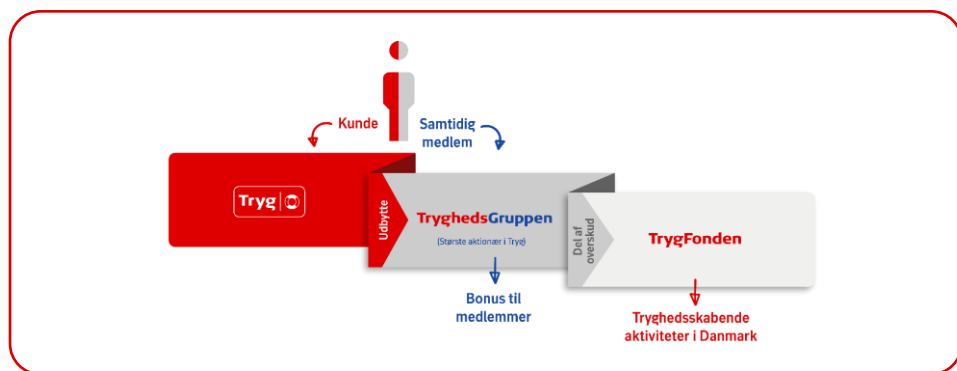 Kunde
Samtidig
medlem
Tryg
Udbytte
TryghedsGruppen
(Største aktionær i Tryg)
Del af
overskud
TrygFonden
Bonus til
medlemmer
Tryghedsskabende
aktiviteter i Danmark